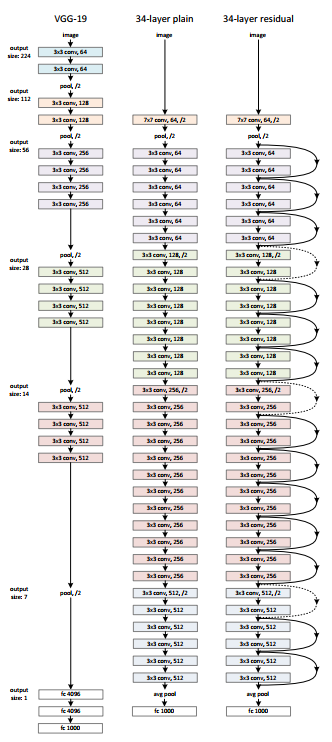 VGG-19
34-layer plain
34-layer residual
output
size: 224
output
size: 112
output
size: 56
output
size: 28
output
size: 14
output
size: 7
output
size: 1
image
3x3 conv, 64
3x3 conv, 64
pool, /2
3x3 conv, 128
3x3 conv, 128
pool, /2
3x3 conv, 256
3x3 conv, 256
3x3 conv, 256
3x3 conv, 256
pool, /2
3x3 conv, 512
3x3 conv, 512
3x3 conv, 512
3x3 conv, 512
pool, /2
3x3 conv, 512
3x3 conv, 512
3x3 conv, 512
3x3 conv, 512
pool, /2
fc 4096
fc 4096
fc 1000
image
7x7 conv, 64, /2
pool, /2
3x3 conv, 64
3x3 conv, 64
3x3 conv, 64
3x3 conv, 64
3x3 conv, 64
3x3 conv, 64
3x3 conv, 128, /2
3x3 conv, 128
3x3 conv, 128
3x3 conv, 128
3x3 conv, 128
3x3 conv, 128
3x3 conv, 128
3x3 conv, 128
3x3 conv, 256, /2
3x3 conv, 256
3x3 conv, 256
3x3 conv, 256
3x3 conv, 256
3x3 conv, 256
3x3 conv, 256
3x3 conv, 256
3x3 conv, 256
3x3 conv, 256
3x3 conv, 256
3x3 conv, 256
3x3 conv, 512, /2
3x3 conv, 512
3x3 conv, 512
3x3 conv, 512
3x3 conv, 512
3x3 conv, 512
avg pool
fc 1000
image
7x7 conv, 64, /2
pool, /2
3x3 conv, 64
3x3 conv, 64
3x3 conv, 64
3x3 conv, 64
3x3 conv, 64
3x3 conv, 64
3x3 conv, 128, /2
3x3 conv, 128
3x3 conv, 128
3x3 conv, 128
3x3 conv, 128
3x3 conv, 128
3x3 conv, 128
3x3 conv, 128
3x3 conv, 256, /2
3x3 conv, 256
3x3 conv, 256
3x3 conv, 256
3x3 conv, 256
3x3 conv, 256
3x3 conv, 256
3x3 conv, 256
3x3 conv, 256
3x3 conv, 256
3x3 conv, 256
3x3 conv, 256
3x3 conv, 512, /2
3x3 conv, 512
3x3 conv, 512
3x3 conv, 512
3x3 conv, 512
3x3 conv, 512
avg pool
fc 1000